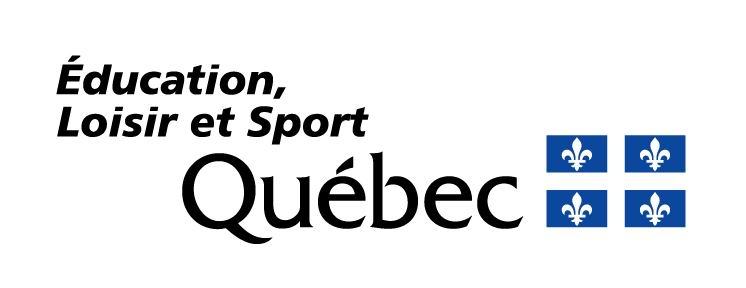 Éducation,
Loisir et Sport
Québec